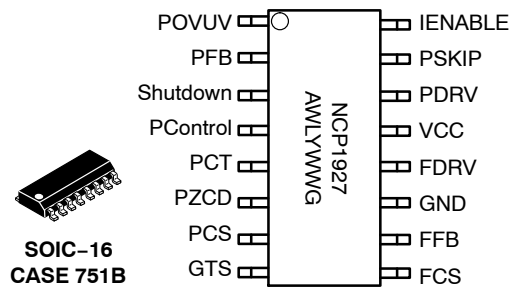 POVUV
PFB
Shutdown
PControl
PCT
PZCD
PCS
GTS
NCP1927
AWLYWWG
IENABLE
PSKIP
PDRV
VCC
FDRV
GND
FFB
FCS
SOIC−16
CASE 751B